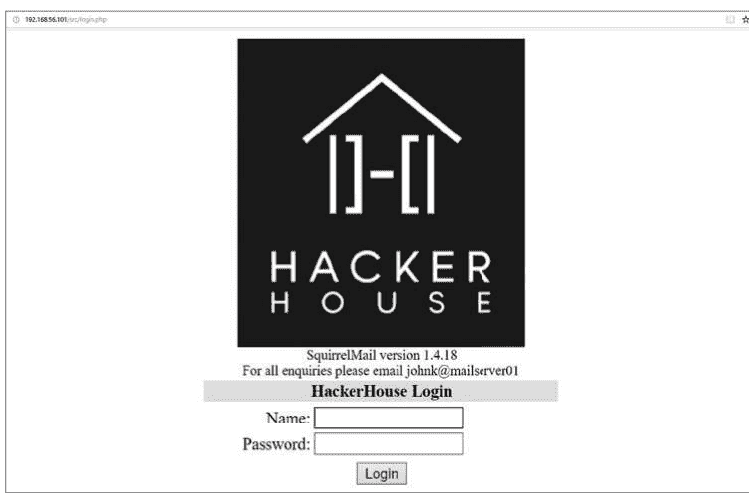 192.168.56.101/src/login.php
|]-[|
HACKER
HOUSE
SquirrelMail version 1.4.18
For all enquiries please email johnk@mailserver01
HackerHouse Login
Name:
Password:
Login